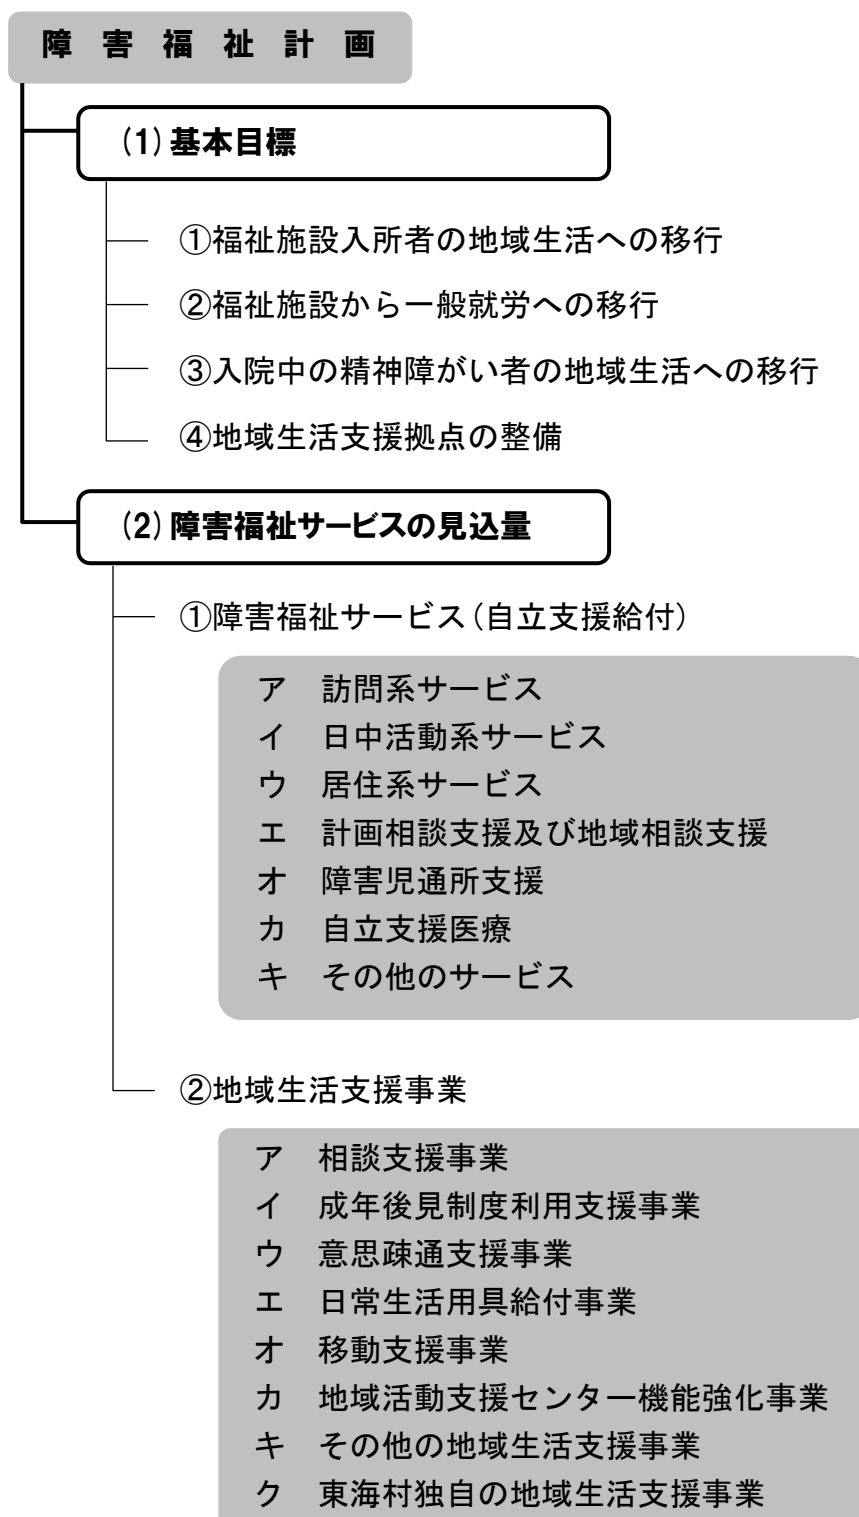 障害福祉計画
(1)基本目標
①福祉施設入所者の地域生活への移行
②福祉施設から一般就労への移行
③入院中の精神障がい者の地域生活への移行
④地域生活支援拠点の整備
(2)障害福祉サービスの見込量
①障害福祉サービス(自立支援給付)
ア　訪問系サービス
イ　日中活動系サービス
ウ　居住系サービス
エ　計画相談支援及び地域相談支援
オ　障害児通所支援
カ　自立支援医療
キ　その他のサービス
②地域生活支援事業
ア　相談支援事業
イ　成年後見制度利用支援事業
ウ　意思疎通支援事業
エ　日常生活用具給付事業
オ　移動支援事業
カ　地域活動支援センター機能強化事業
キ　その他の地域生活支援事業
ク　東海村独自の地域生活支援事業